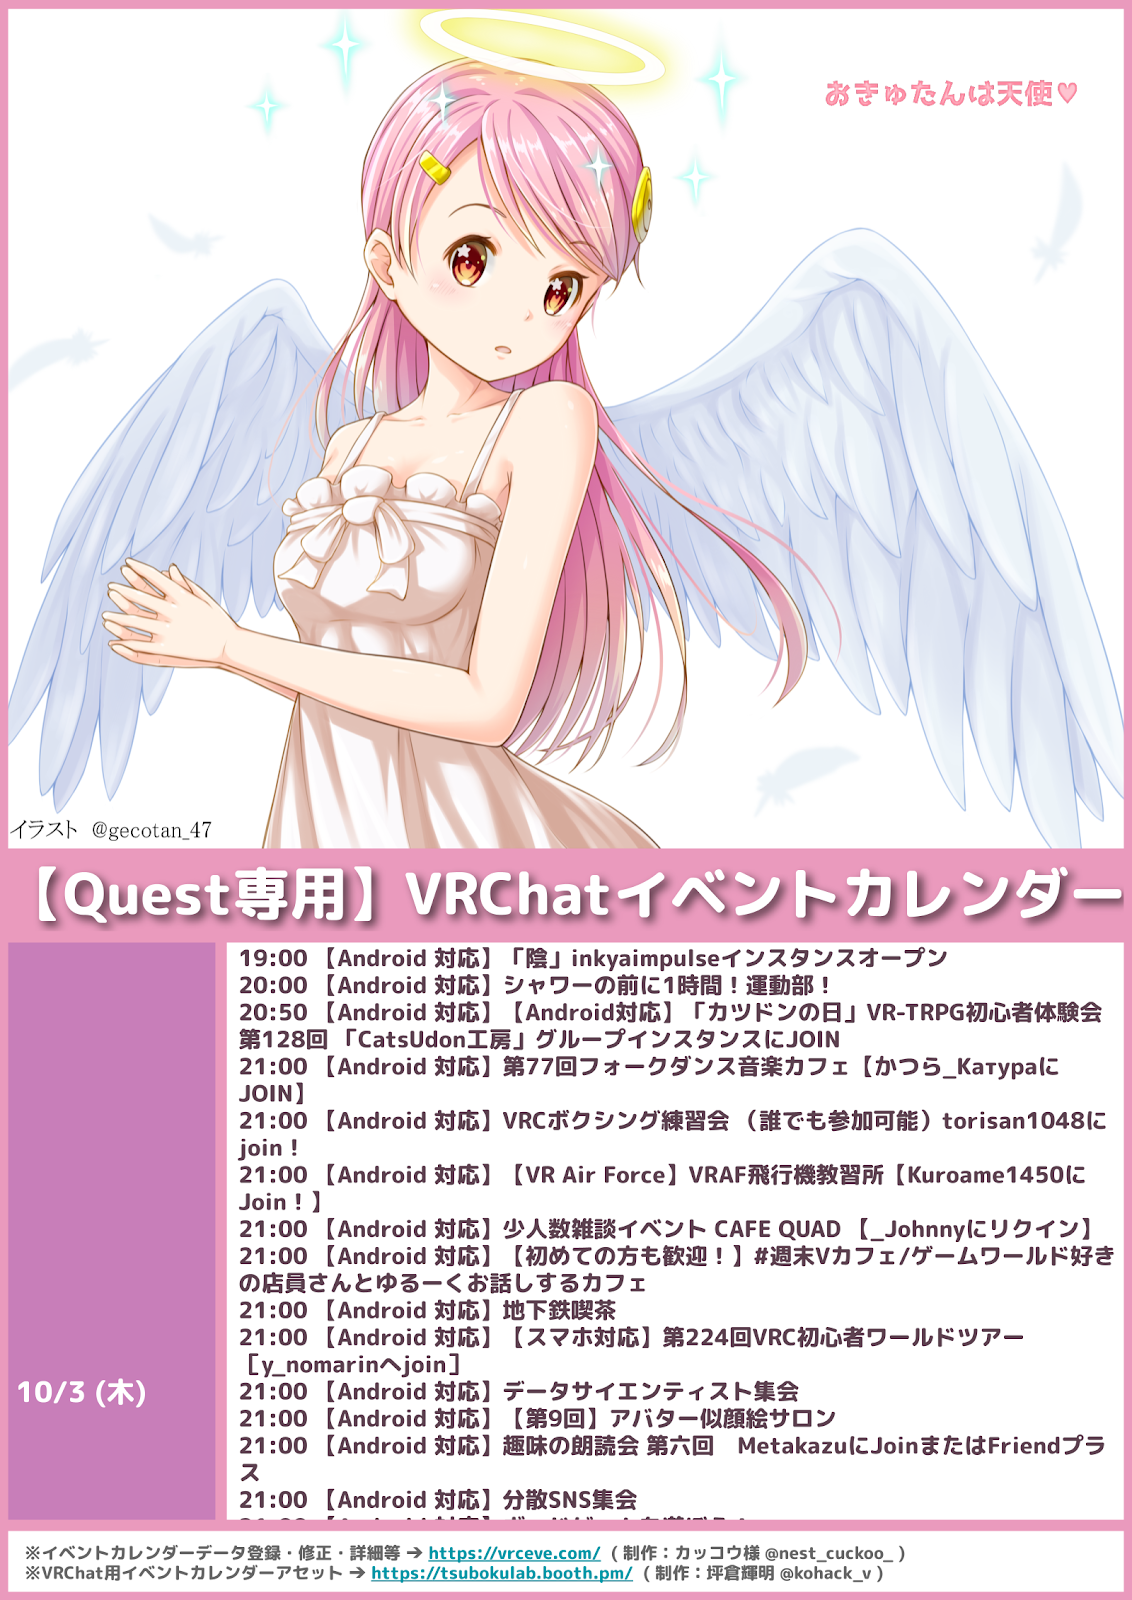 おきゅたんは天使♥
イラスト @gecotan_47
【Quest専用】VRChatイベントカレンダー
10/3 (木)
19:00 【Android 対応】「陰」inkyaimpulseインスタンスオープン
20:00 【Android 対応】シャワーの前に1時間！運動部！
20:50 【Android 対応】【Android対応】「カツドンの日」VR-TRPG初心者体験会
第128回 「CatsUdon工房」グループインスタンスにJOIN
21:00 【Android 対応】第77回フォークダンス音楽カフェ【かつら_Katypaに
JOIN】
21:00 【Android 対応】VRCボクシング練習会 （誰でも参加可能）torisan1048に
join！
21:00 【Android 対応】【VR Air Force】VRAF飛行機教習所【Kuroame1450に
Join！】
21:00 【Android 対応】少人数雑談イベント CAFE QUAD 【_Johnnyにリクイン】
21:00 【Android 対応】【初めての方も歓迎！】#週末Vカフェ/ゲームワールド好き
の店員さんとゆるーくお話しするカフェ
21:00 【Android 対応】地下鉄喫茶
21:00 【Android 対応】【スマホ対応】第224回VRC初心者ワールドツアー
［y_nomarinへjoin］
21:00 【Android 対応】データサイエンティスト集会
21:00 【Android 対応】【第9回】アバター似顔絵サロン
21:00 【Android 対応】趣味の朗読会 第六回　MetakazuにJoinまたはFriendプラ
ス
21:00 【Android 対応】分散SNS集会
※イベントカレンダーデータ登録・修正・詳細等 → https://vrceve.com/ （制作：カッコウ様 @nest_cuckoo_ ）
※VRChat用イベントカレンダーアセット → https://tsubokulab.booth.pm/ （制作：坪倉輝明 @kohack_v ）